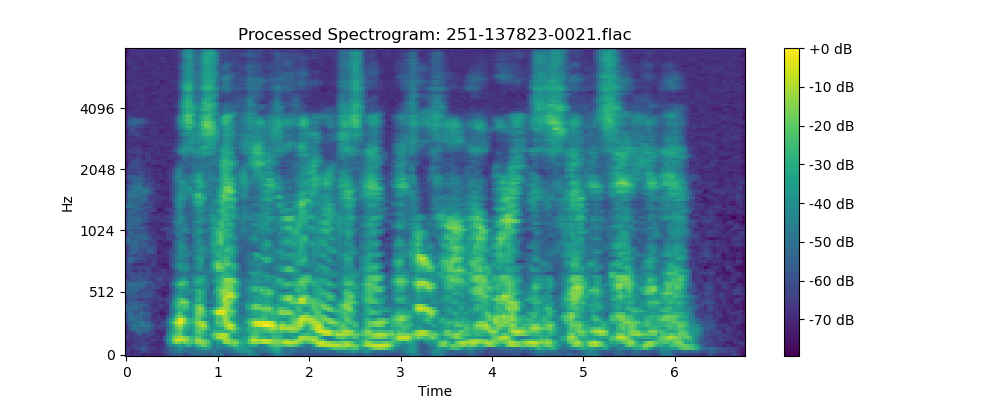 Processed Spectrogram: 251-137823-0021.flac
Hz
4096
2048
1024
512
0
0 1 2 3 4 5 6
Time
+0 dB
-10 dB
-20 dB
-30 dB
-40 dB
-50 dB
-60 dB
-70 dB